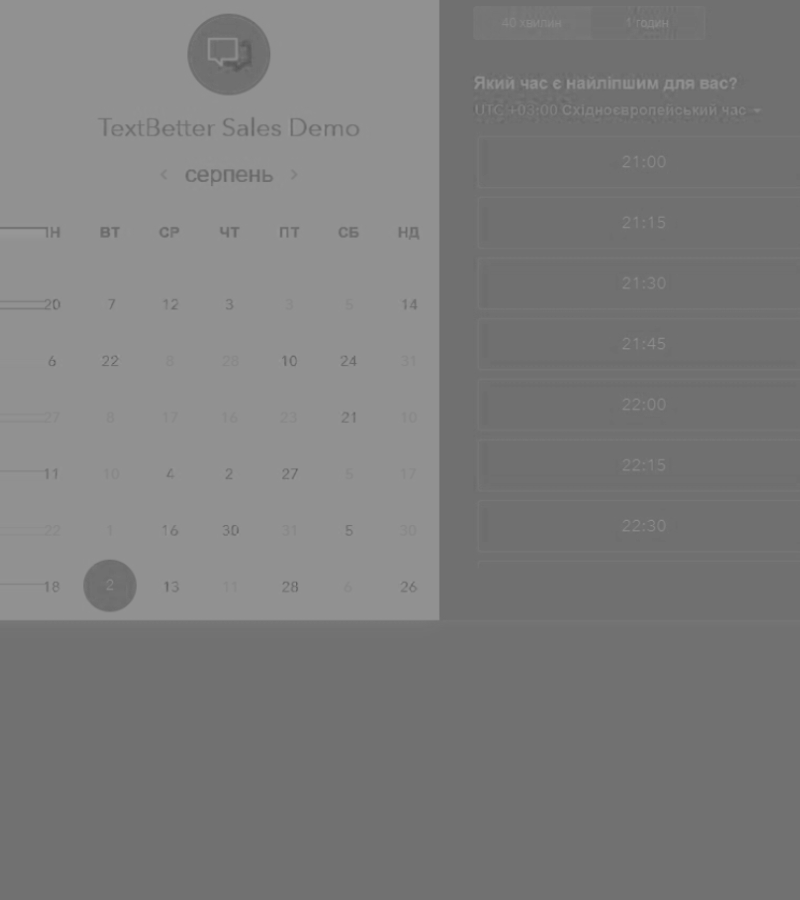 TextBetter Sales Demo
‹ серпень ›
ПН ВТ СР ЧТ ПТ СБ НД
20 7 12 3 3 5 14
6 22 8 28 10 24 31
27 8 17 16 23 21 10
11 10 4 2 27 5 17
22 1 16 30 31 5 30
18 2 13 11 28 6 26
40 хвилин 1 годин
Який час є найліпшим для вас?
UTC +03:00 Східноєвропейський час
21:00
21:15
21:30
21:45
22:00
22:15
22:30